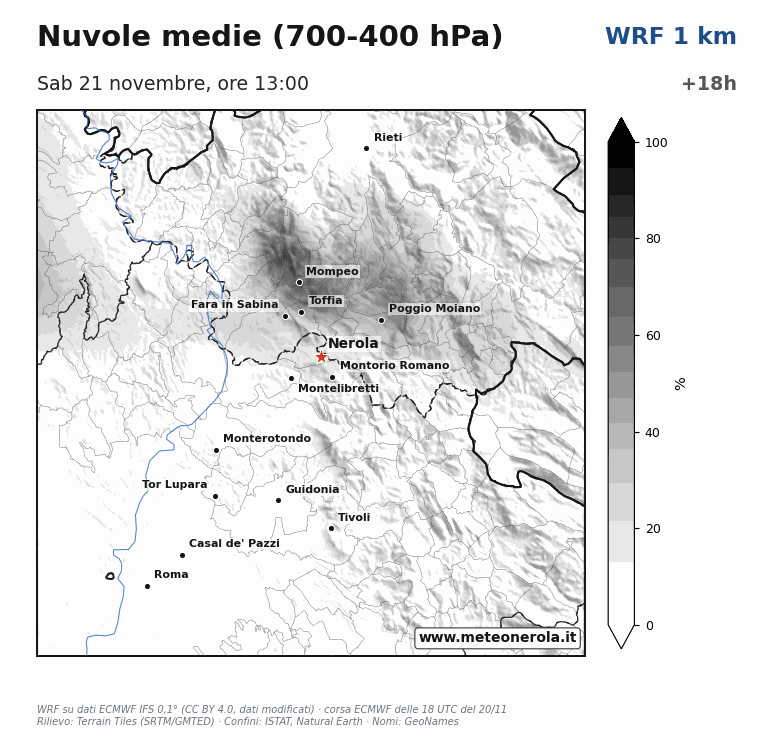 Nuvole medie (700-400 hPa)
WRF 1 km
Sab 21 novembre, ore 13:00
+18h
Rieti
Mompeo
Fara in Sabina
Toffia
Poggio Moiano
Nerola
Montorio Romano
Montelibretti
Monterotondo
Tor Lupara
Guidonia
Tivoli
Casal de' Pazzi
Roma
www.meteonerola.it
100
80
60
40
20
0
%
WRF su dati ECMWF IFS 0,1° (CC BY 4.0, dati modificati) · corsa ECMWF delle 18 UTC del 20/11
Rilievo: Terrain Tiles (SRTM/GMTED) · Confini: ISTAT, Natural Earth · Nomi: GeoNames